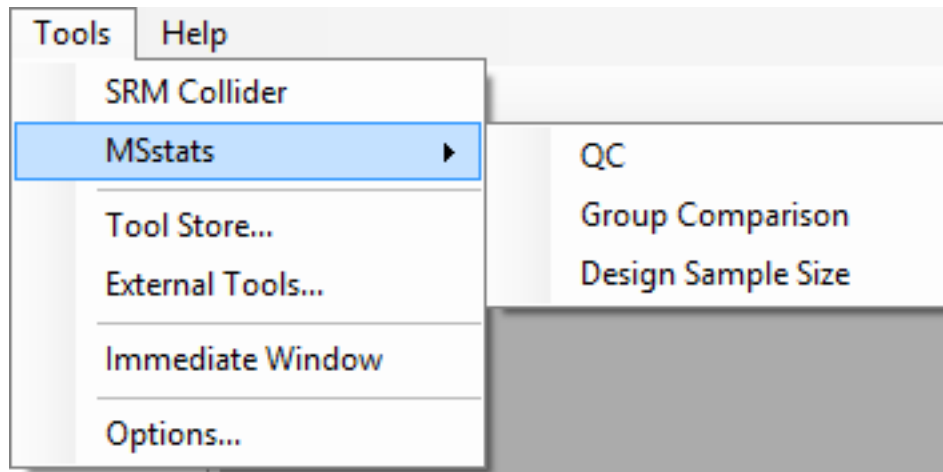 Tools Help
SRM Collider
MSstats
QC
Group Comparison
Design Sample Size
Tool Store...
External Tools...
Immediate Window
Options...